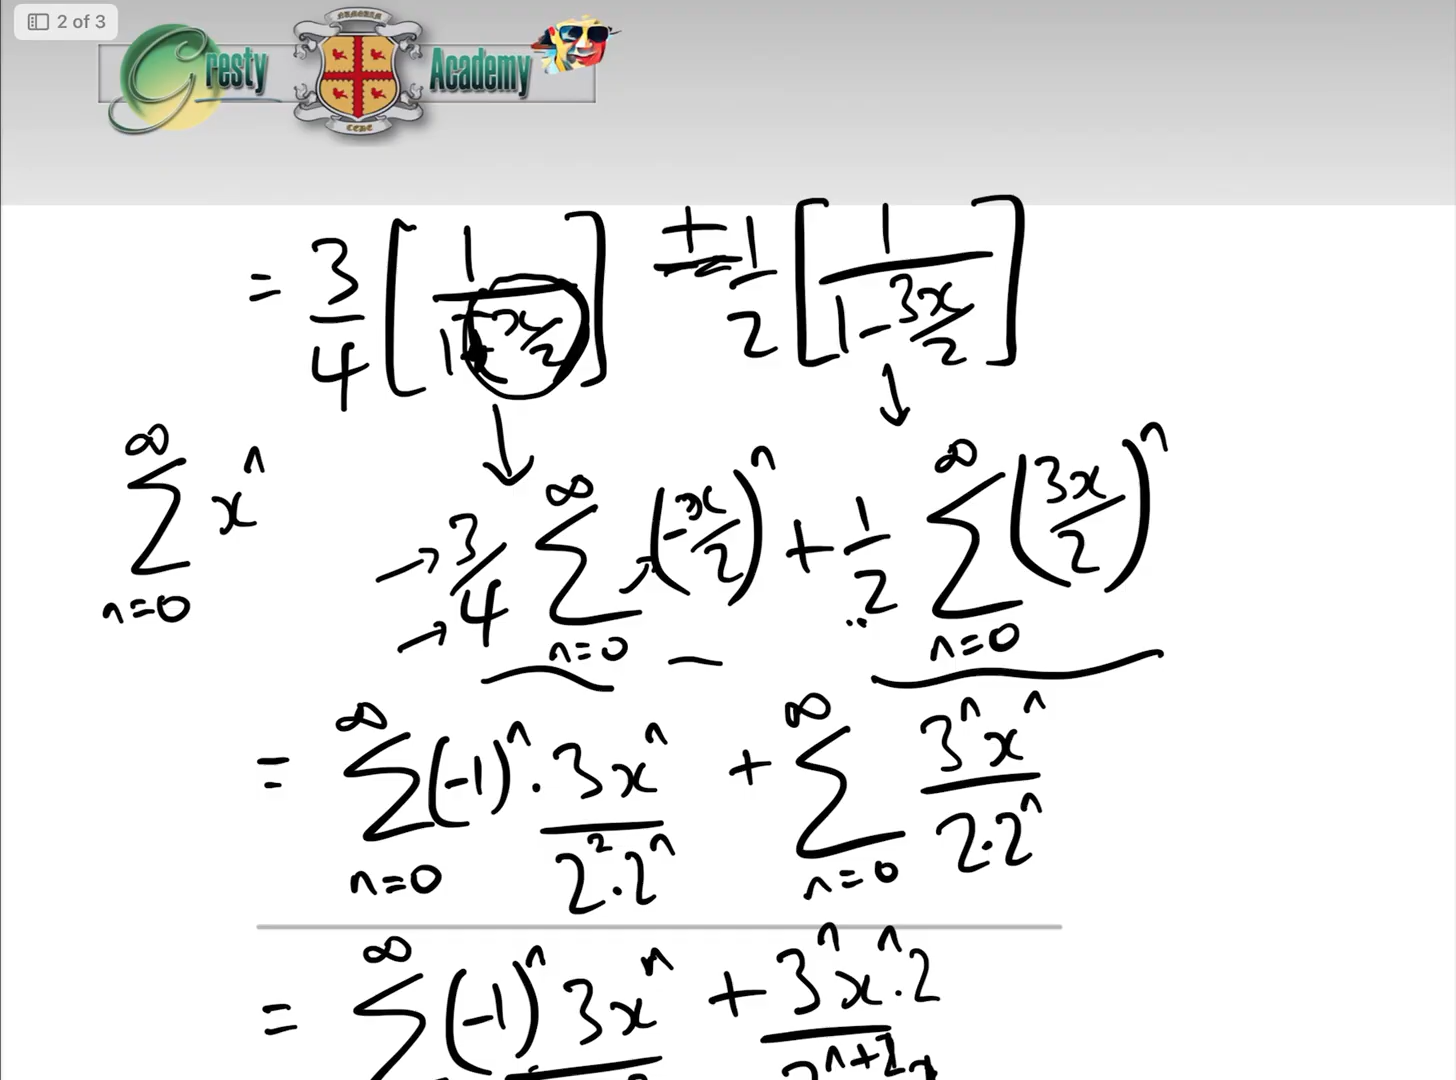 2 of 3
NUMORUM
Gresty Academy
CEDE
= 3/4 [ 1/(1--x/2) ] + 1/2 [ 1/(1-3x/2) ]
∞ Σ n=0 x^n
→ 3/4 ∞ Σ n=0 (-x/2)^n + 1/2 ∞ Σ n=0 (3x/2)^n
= ∞ Σ n=0 (-1)^n · 3x^n / 2^2·2^n + ∞ Σ n=0 3^n x^n / 2·2^n
= ∞ Σ (-1)^n 3x^n + 3^n x^n·2